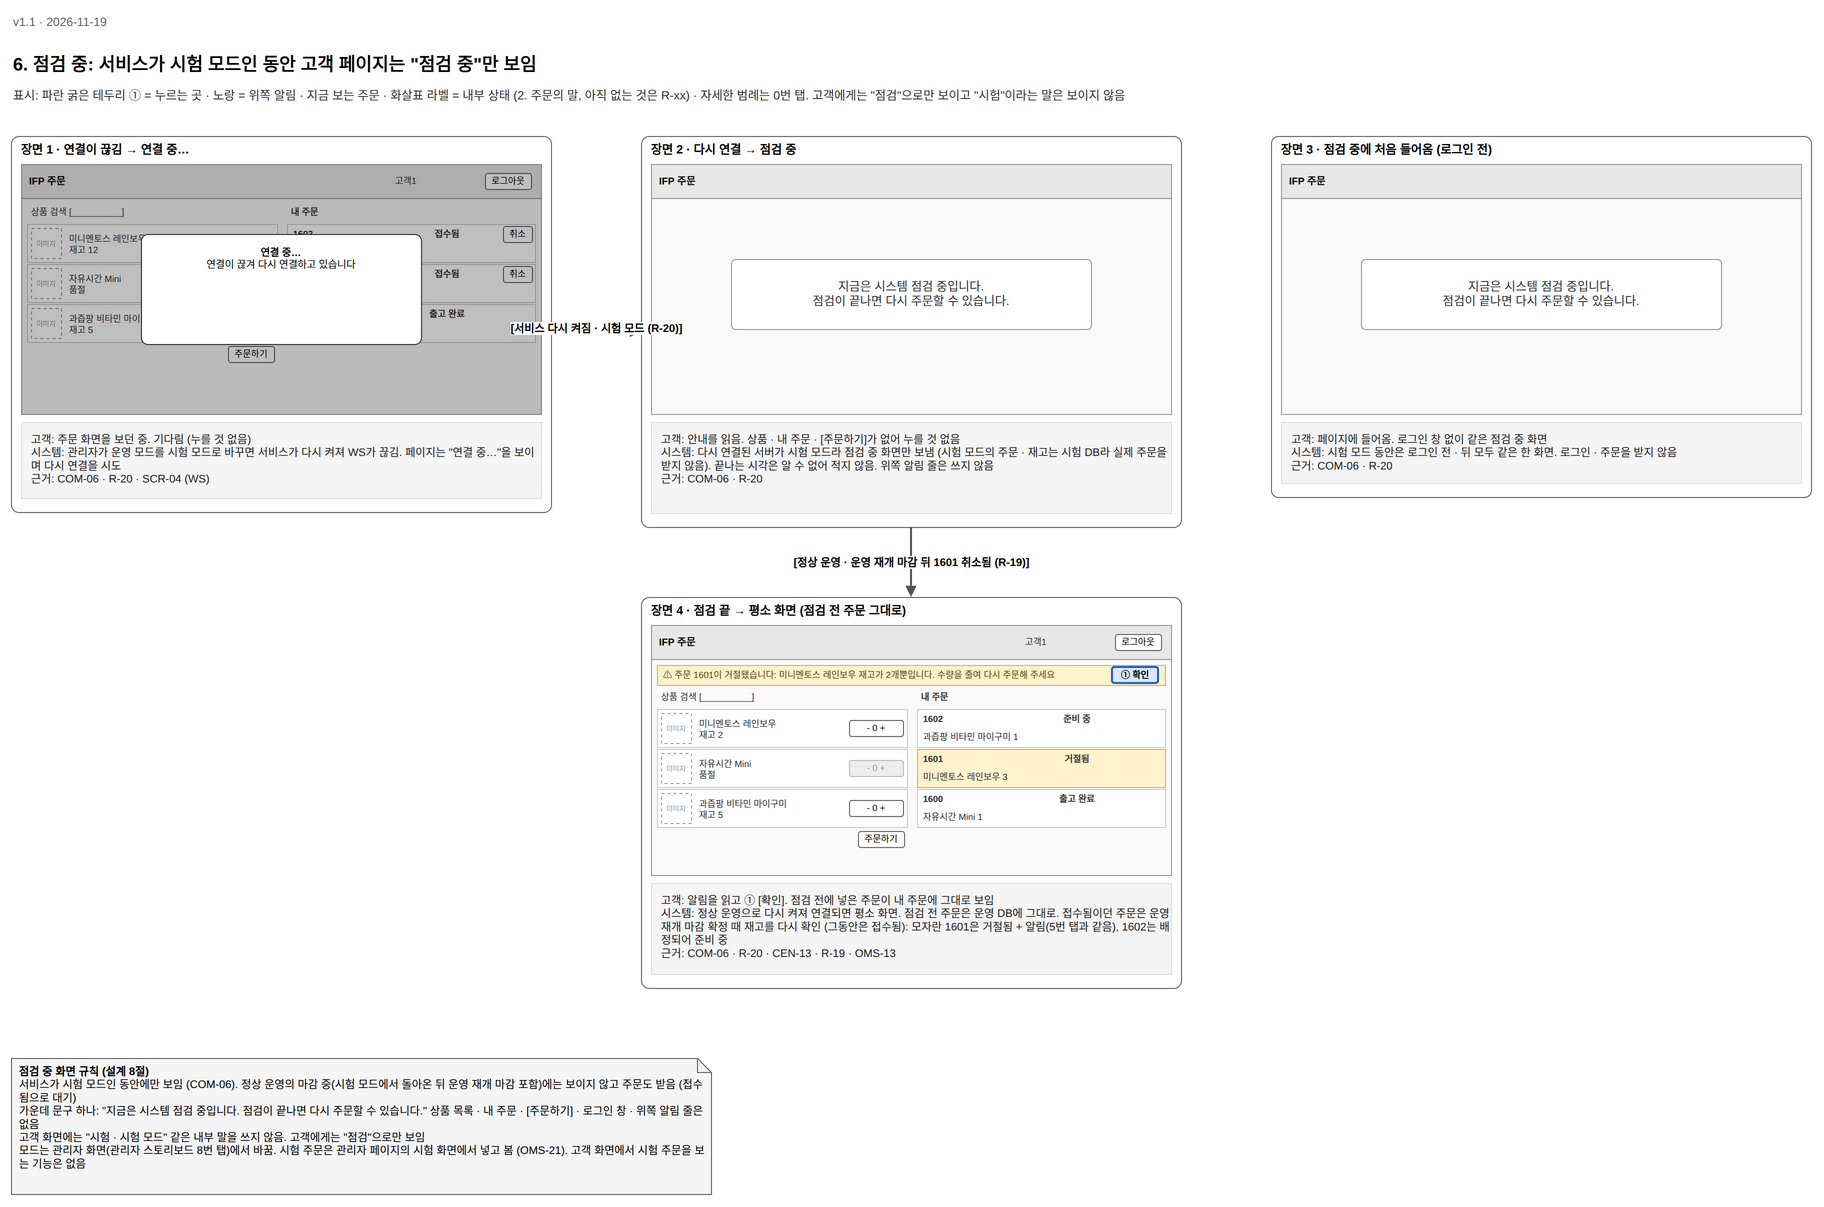 v1.1 · 2026-11-19
6. 점검 중: 서비스가 시험 모드인 동안 고객 페이지는 "점검 중"만 보임
표시: 파란 굵은 테두리 ① = 누르는 곳 · 노랑 = 위쪽 알림 · 지금 보는 주문 · 화살표 라벨 = 내부 상태 (2. 주문의 말, 아직 없는 것은 R-xx) · 자세한 범례는 0번 탭. 고객에게는 "점검"으로만 보이고 "시험"이라는 말은 보이지 않음
장면 1 · 연결이 끊김 → 연결 중…
IFP 주문
고객1
로그아웃
상품 검색 [__________]
내 주문
이미지
미니멘토스 레인보우
재고 12
접수됨
취소
이미지
자유시간 Mini
품절
접수됨
취소
이미지
과즙팡 비타민 마이
재고 5
출고 완료
연결 중…
연결이 끊겨 다시 연결하고 있습니다
주문하기
고객: 주문 화면을 보던 중. 기다림 (누를 것 없음)
시스템: 관리자가 운영 모드를 시험 모드로 바꾸면 서비스가 다시 켜져 WS가 끊김. 페이지는 "연결 중…"을 보이
며 다시 연결을 시도
근거: COM-06 · R-20 · SCR-04 (WS)
[서비스 다시 켜짐 · 시험 모드 (R-20)]
장면 2 · 다시 연결 → 점검 중
IFP 주문
지금은 시스템 점검 중입니다.
점검이 끝나면 다시 주문할 수 있습니다.
고객: 안내를 읽음. 상품 · 내 주문 · [주문하기]가 없어 누를 것 없음
시스템: 다시 연결된 서버가 시험 모드라 점검 중 화면만 보냄 (시험 모드의 주문 · 재고는 시험 DB라 실제 주문을
받지 않음). 끝나는 시각은 알 수 없어 적지 않음. 위쪽 알림 줄은 쓰지 않음
근거: COM-06 · R-20
장면 3 · 점검 중에 처음 들어옴 (로그인 전)
IFP 주문
지금은 시스템 점검 중입니다.
점검이 끝나면 다시 주문할 수 있습니다.
고객: 페이지에 들어옴. 로그인 창 없이 같은 점검 중 화면
시스템: 시험 모드 동안은 로그인 전 · 뒤 모두 같은 한 화면. 로그인 · 주문을 받지 않음
근거: COM-06 · R-20
[정상 운영 · 운영 재개 마감 뒤 1601 취소됨 (R-19)]
장면 4 · 점검 끝 → 평소 화면 (점검 전 주문 그대로)
IFP 주문
고객1
로그아웃
⚠ 주문 1601이 거절됐습니다: 미니멘토스 레인보우 재고가 2개뿐입니다. 수량을 줄여 다시 주문해 주세요
① 확인
상품 검색 [__________]
내 주문
이미지
미니멘토스 레인보우
재고 2
- 0 +
1602
준비 중
과즙팡 비타민 마이구미 1
이미지
자유시간 Mini
품절
- 0 +
1601
거절됨
미니멘토스 레인보우 3
이미지
과즙팡 비타민 마이구미
재고 5
- 0 +
1600
출고 완료
자유시간 Mini 1
주문하기
고객: 알림을 읽고 ① [확인]. 점검 전에 넣은 주문이 내 주문에 그대로 보임
시스템: 정상 운영으로 다시 켜져 연결되면 평소 화면. 점검 전 주문은 운영 DB에 그대로. 접수됨이던 주문은 운영
재개 마감 확정 때 재고를 다시 확인 (그동안은 접수됨): 모자란 1601은 거절됨 + 알림(5번 탭과 같음), 1602는 배
정되어 준비 중
근거: COM-06 · R-20 · CEN-13 · R-19 · OMS-13
점검 중 화면 규칙 (설계 8절)
서비스가 시험 모드인 동안에만 보임 (COM-06). 정상 운영의 마감 중(시험 모드에서 돌아온 뒤 운영 재개 마감 포함)에는 보이지 않고 주문도 받음 (접수
됨으로 대기)
가운데 문구 하나: "지금은 시스템 점검 중입니다. 점검이 끝나면 다시 주문할 수 있습니다." 상품 목록 · 내 주문 · [주문하기] · 로그인 창 · 위쪽 알림 줄은
없음
고객 화면에는 "시험 · 시험 모드" 같은 내부 말을 쓰지 않음. 고객에게는 "점검"으로만 보임
모드는 관리자 화면(관리자 스토리보드 8번 탭)에서 바꿈. 시험 주문은 관리자 페이지의 시험 화면에서 넣고 봄 (OMS-21). 고객 화면에서 시험 주문을 보
는 기능은 없음